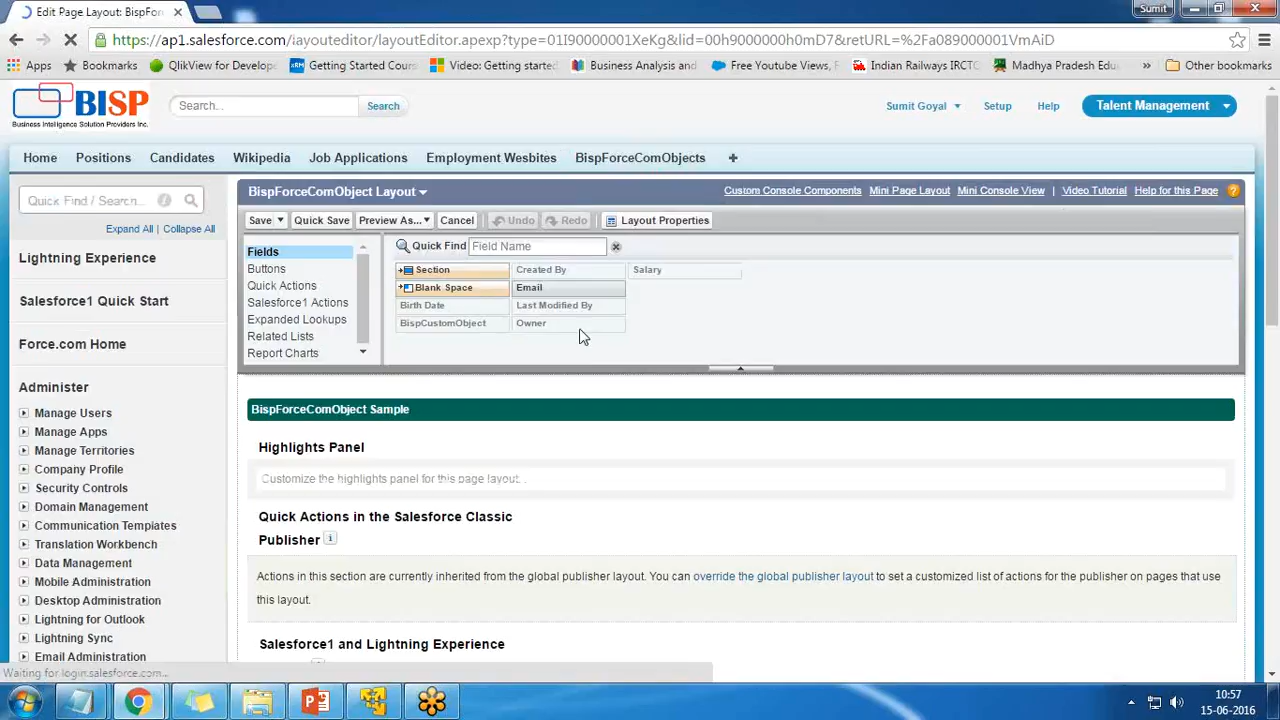 Edit Page Layout: BispForc
Sumit
https://ap1.salesforce.com/layouteditor/layoutEditor.apexp?type=01I90000001XeKg&lid=00h9000000h0mD7&retURL=%2Fa089000001VmAiD
Apps Bookmarks QlikView for Develop Getting Started Cour Video: Getting started Business Analysis and Free Youtube Views, F Indian Railways IRCTC Madhya Pradesh Edu » Other bookmarks
BISP Search... Search Sumit Goyal Setup Help Talent Management
Business Intelligence Solution Providers Inc.
Home Positions Candidates Wikipedia Job Applications Employment Wesbites BispForceComObjects +
Quick Find / Search...
Expand All | Collapse All
Lightning Experience
Salesforce1 Quick Start
Force.com Home
Administer
Manage Users
Manage Apps
Manage Territories
Company Profile
Security Controls
Domain Management
Communication Templates
Translation Workbench
Data Management
Mobile Administration
Desktop Administration
Lightning for Outlook
Lightning Sync
Email Administration
BispForceComObject Layout Custom Console Components Mini Page Layout Mini Console View | Video Tutorial Help for this Page
Save Quick Save Preview As... Cancel Undo Redo Layout Properties
Fields
Buttons
Quick Actions
Salesforce1 Actions
Expanded Lookups
Related Lists
Report Charts
Quick Find Field Name
Section Created By Salary
Blank Space Email
Birth Date Last Modified By
BispCustomObject Owner
BispForceComObject Sample
Highlights Panel
Customize the highlights panel for this page layout...
Quick Actions in the Salesforce Classic
Publisher
Actions in this section are currently inherited from the global publisher layout. You can override the global publisher layout to set a customized list of actions for the publisher on pages that use
this layout.
Salesforce1 and Lightning Experience
Waiting for login.salesforce.com...
10:57
15-06-2016